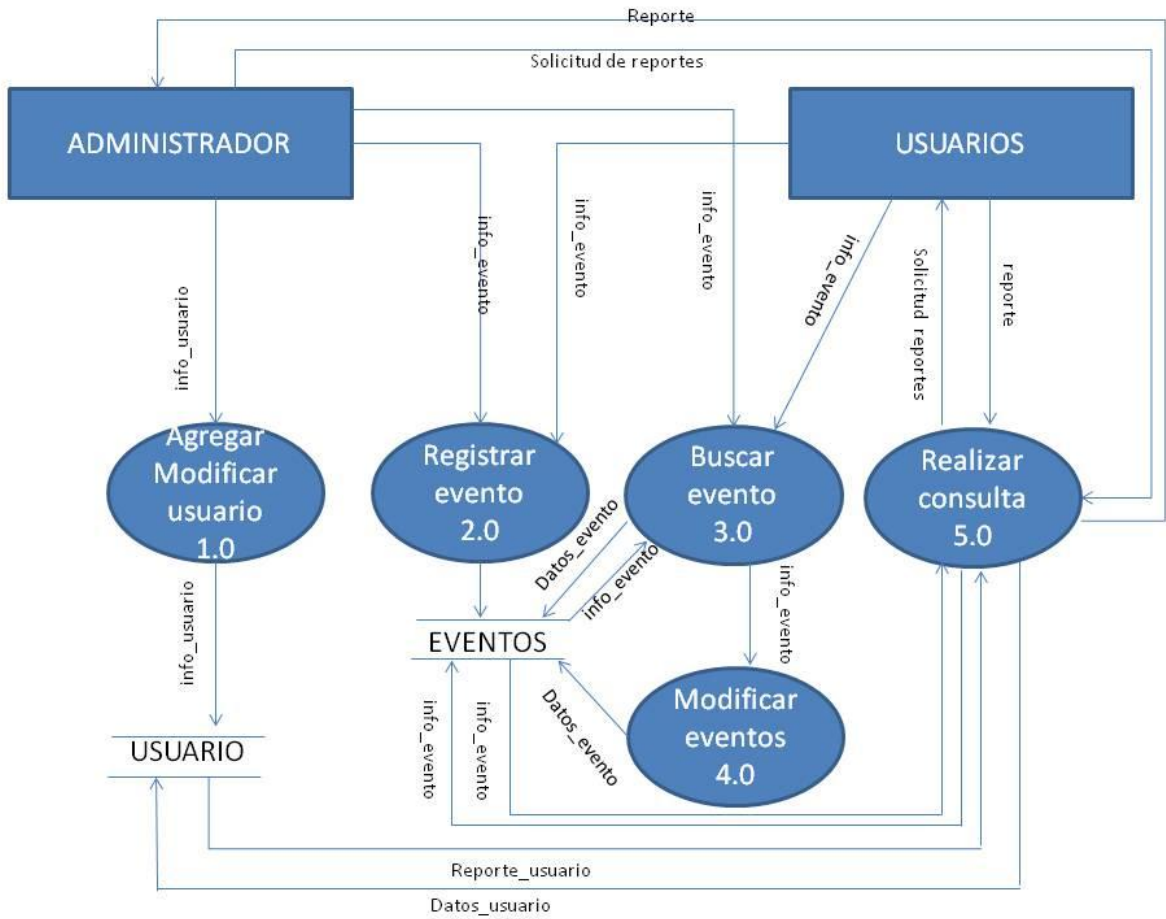 Reporte
Solicitud de reportes
ADMINISTRADOR
USUARIOS
info_evento
info_evento
info_evento
info_evento
Solicitud reportes
reporte
info_usuario
Agregar
Modificar
usuario
1.0
Registrar
evento
2.0
Buscar
evento
3.0
Realizar
consulta
5.0
Datos_evento
info_evento
info_evento
info_usuario
EVENTOS
Modificar
eventos
4.0
info_evento
info_evento
Datos_evento
USUARIO
Reporte_usuario
Datos_usuario